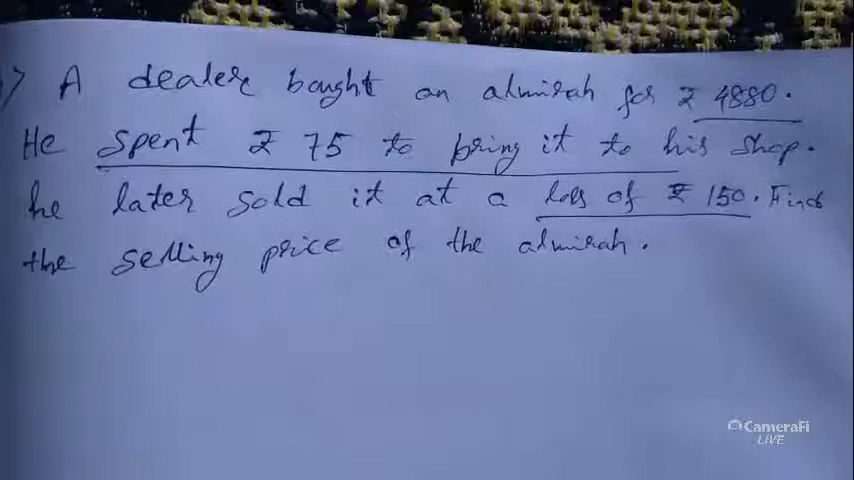 1) A dealer bought an almirah for ₹ 4880.
He spent ₹ 75 to bring it to his shop.
he later sold it at a loss of ₹ 150. Find
the selling price of the almirah.
CameraFi
LIVE